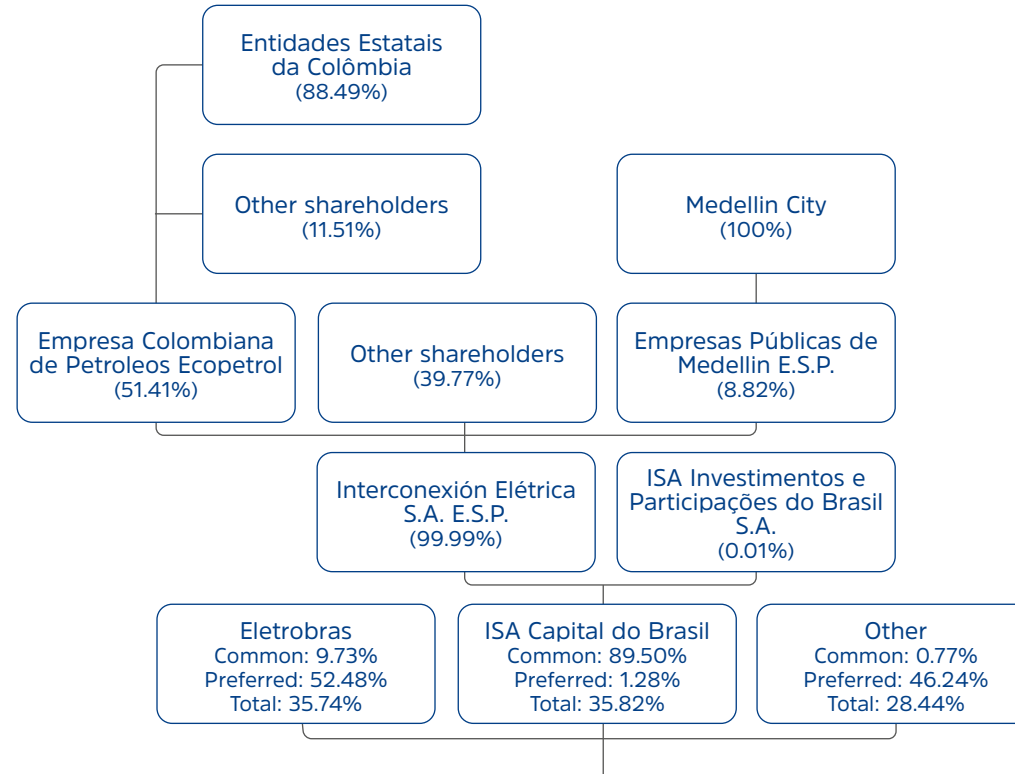 Entidades Estatais
da Colômbia
(88.49%)
Other shareholders
(11.51%)
Medellin City
(100%)
Empresa Colombiana
de Petroleos Ecopetrol
(51.41%)
Other shareholders
(39.77%)
Empresas Públicas de
Medellin E.S.P.
(8.82%)
Interconexión Elétrica
S.A. E.S.P.
(99.99%)
ISA Investimentos e
Participações do Brasil
S.A.
(0.01%)
Eletrobras
Common: 9.73%
Preferred: 52.48%
Total: 35.74%
ISA Capital do Brasil
Common: 89.50%
Preferred: 1.28%
Total: 35.82%
Other
Common: 0.77%
Preferred: 46.24%
Total: 28.44%